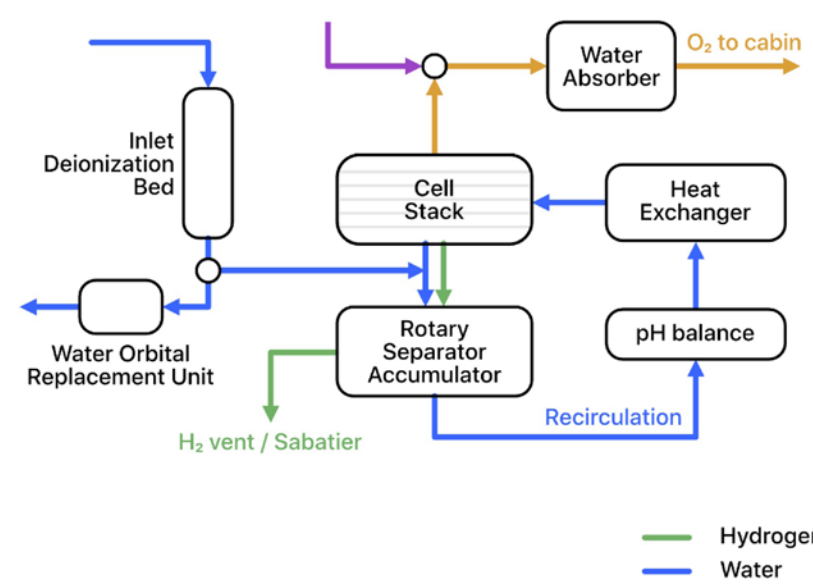 Water
Absorber
O₂ to cabin
Inlet
Deionization
Bed
Cell
Stack
Heat
Exchanger
Water Orbital
Replacement Unit
Rotary
Separator
Accumulator
pH balance
Recirculation
H₂ vent / Sabatier
Hydroge
Water